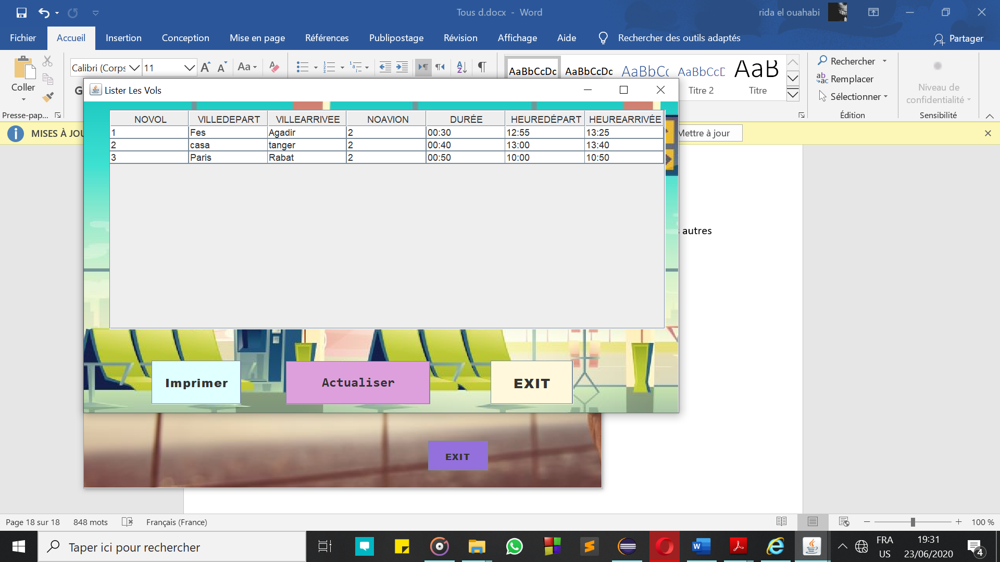 Tous d.docx - Word
rida el ouahabi
Fichier Accueil Insertion Conception Mise en page Références Publipostage Révision Affichage Aide Rechercher des outils adaptés Partager
Coller
Presse-pap...
Calibri (Corps 11
Aa
G
AaBbCcDc AaBbCcDc AaBbCc AaBbCcD AaB
Titre 2 Titre
Rechercher
Remplacer
Sélectionner
Édition
Niveau de
confidentialité
Sensibilité
MISES À JOU
Mettre à jour
Lister Les Vols
NOVOL VILLEDEPART VILLEARRIVEE NOAVION DURÉE HEUREDÉPART HEUREARRIVÉE
1 Fes Agadir 2 00:30 12:55 13:25
2 casa tanger 2 00:40 13:00 13:40
3 Paris Rabat 2 00:50 10:00 10:50
autres
Imprimer Actualiser EXIT
EXIT
Page 18 sur 18 848 mots Français (France) 100 %
Taper ici pour rechercher
FRA
US
19:31
23/06/2020
4